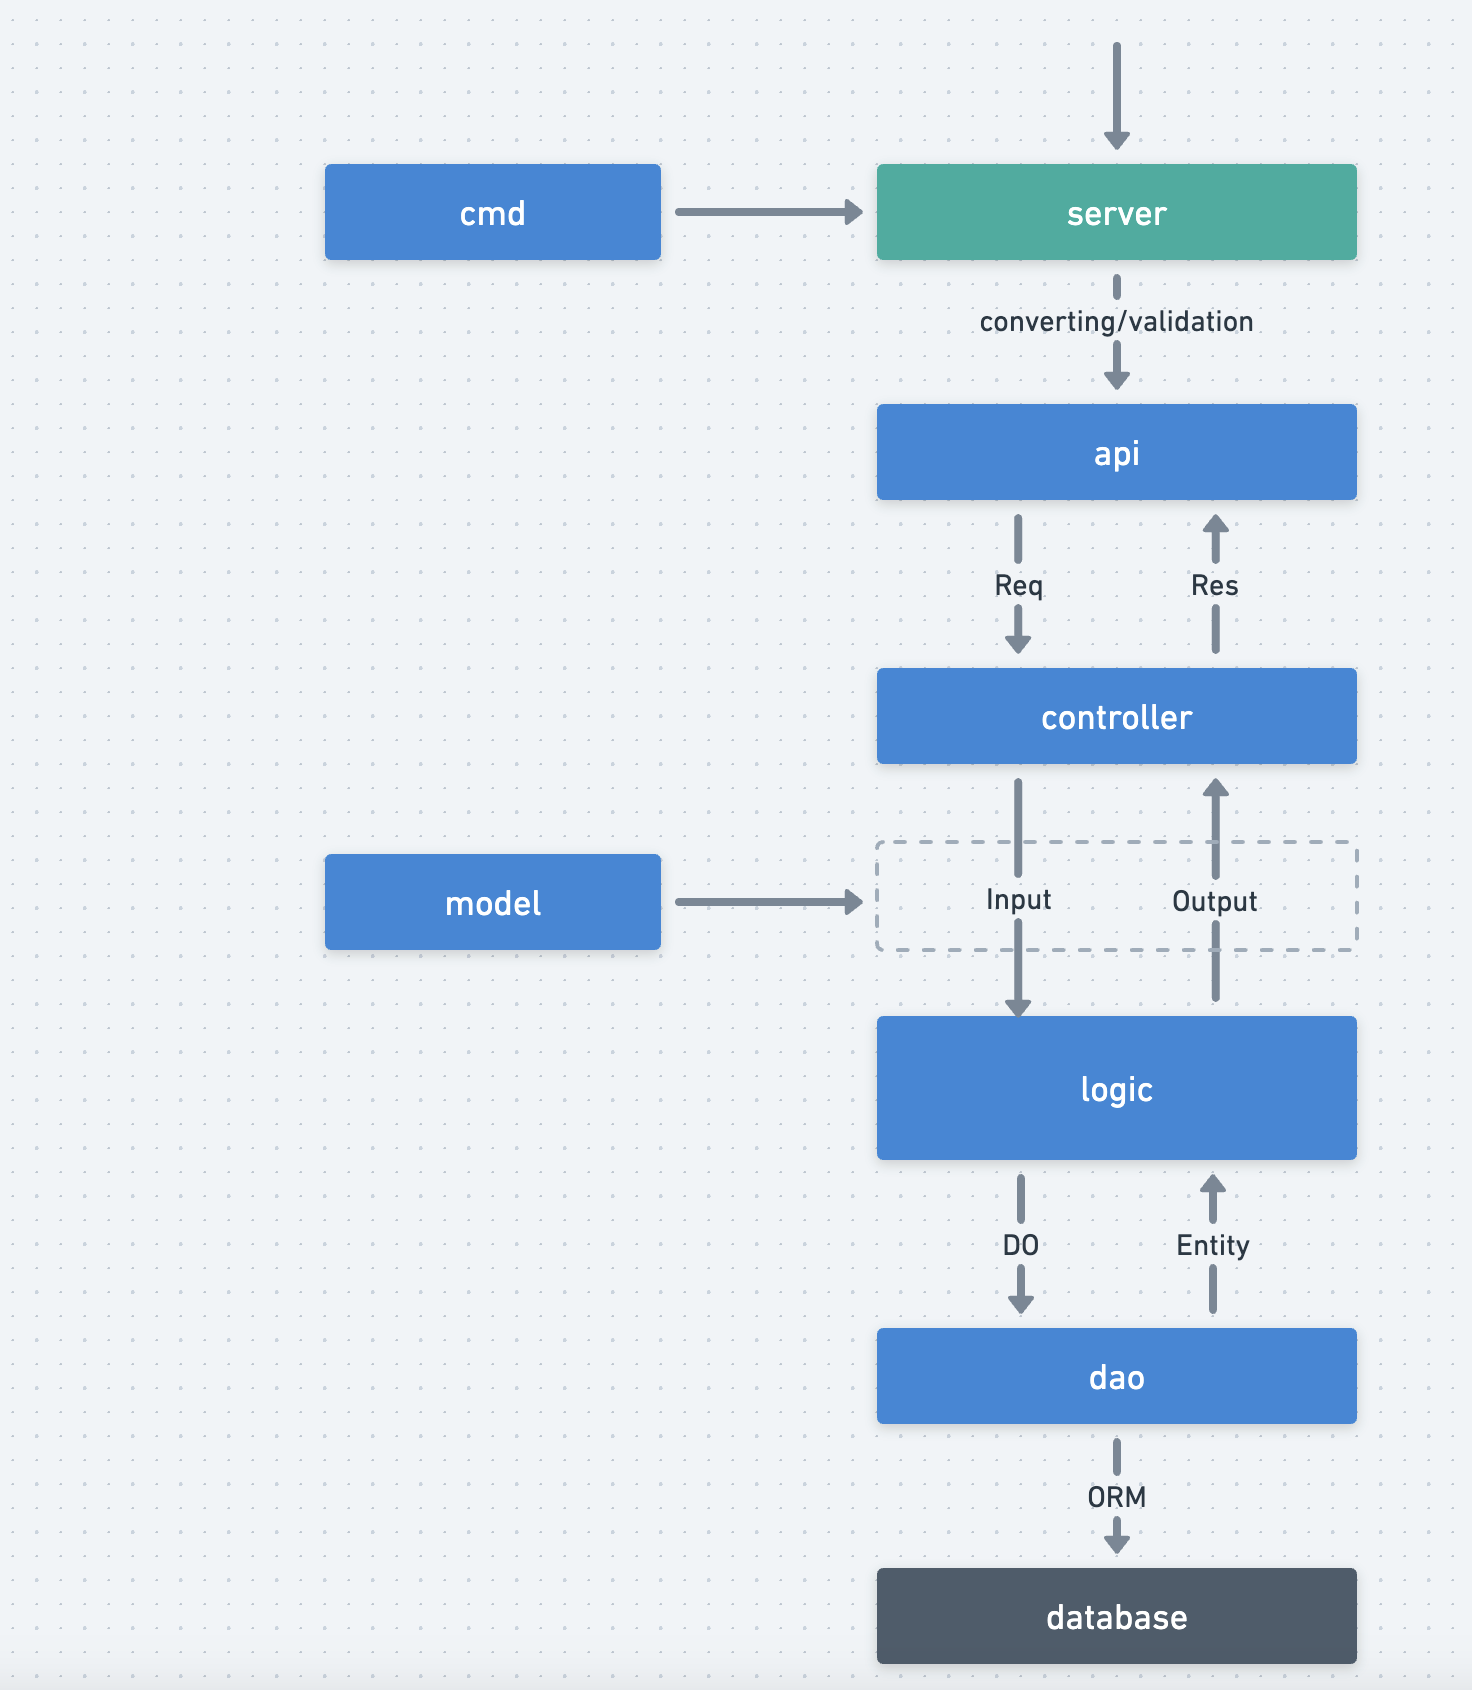 cmd
server
converting/validation
api
Req
Res
controller
model
Input
Output
logic
DO
Entity
dao
ORM
database